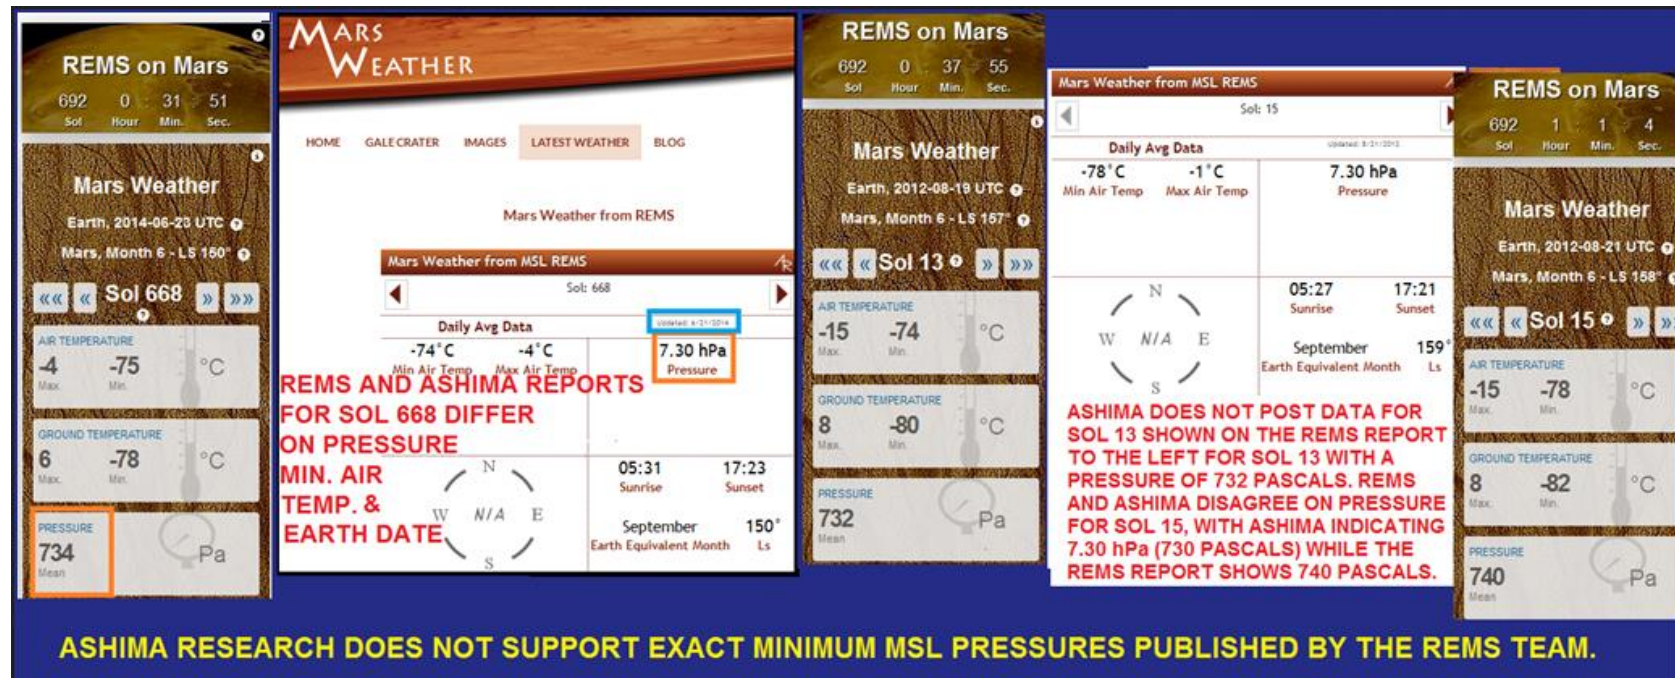 REMS on Mars
692 0 : 31 : 51
Sol Hour Min. Sec.
Mars Weather
Earth, 2014-06-23 UTC
Mars, Month 6 - LS 150°
«« « Sol 668 » »»
AIR TEMPERATURE
-4 -75 °C
Max. Min.
GROUND TEMPERATURE
6 -78 °C
Max. Min.
PRESSURE
734 Pa
Mean
MARS
WEATHER
HOME GALE CRATER IMAGES LATEST WEATHER BLOG
Mars Weather from REMS
Mars Weather from MSL REMS
Sol: 668
Daily Avg Data
-74°C -4°C 7.30 hPa
Min Air Temp Max Air Temp Pressure
REMS AND ASHIMA REPORTS
FOR SOL 668 DIFFER
ON PRESSURE
MIN. AIR
TEMP. &
EARTH DATE
N
W N/A E
S
05:31 17:23
Sunrise Sunset
September 150°
Earth Equivalent Month Ls
REMS on Mars
692 0 : 37 : 55
Sol Hour Min. Sec.
Mars Weather
Earth, 2012-08-19 UTC
Mars, Month 6 - LS 157°
«« « Sol 13 » »»
AIR TEMPERATURE
-15 -74 °C
Max. Min.
GROUND TEMPERATURE
8 -80 °C
Max. Min.
PRESSURE
732 Pa
Mean
Mars Weather from MSL REMS
Sol: 15
Daily Avg Data
-78°C -1°C 7.30 hPa
Min Air Temp Max Air Temp Pressure
N
W N/A E
S
05:27 17:21
Sunrise Sunset
September 159°
Earth Equivalent Month Ls
ASHIMA DOES NOT POST DATA FOR
SOL 13 SHOWN ON THE REMS REPORT
TO THE LEFT FOR SOL 13 WITH A
PRESSURE OF 732 PASCALS. REMS
AND ASHIMA DISAGREE ON PRESSURE
FOR SOL 15, WITH ASHIMA INDICATING
7.30 hPa (730 PASCALS) WHILE THE
REMS REPORT SHOWS 740 PASCALS.
REMS on Mars
692 1 : 1 : 4
Sol Hour Min. Sec.
Mars Weather
Earth, 2012-08-21 UTC
Mars, Month 6 - LS 158°
«« « Sol 15 »
AIR TEMPERATURE
-15 -78 °C
Max. Min.
GROUND TEMPERATURE
8 -82 °C
Max. Min.
PRESSURE
740 Pa
Mean
ASHIMA RESEARCH DOES NOT SUPPORT EXACT MINIMUM MSL PRESSURES PUBLISHED BY THE REMS TEAM.